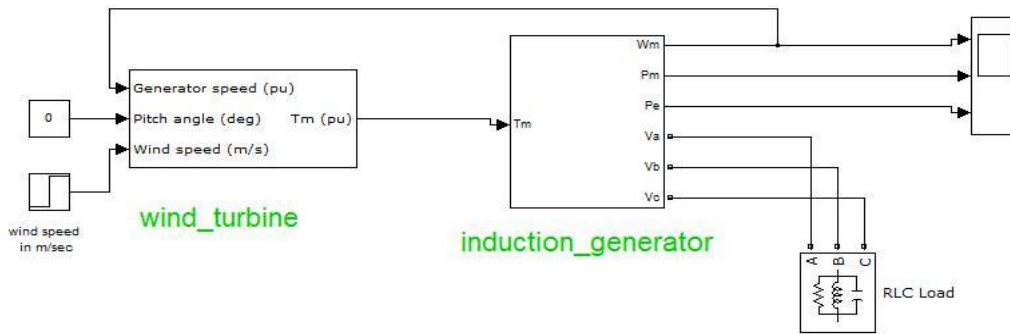 Wm
Generator speed (pu)
Pm
0
Pitch angle (deg)
Tm (pu)
Pe
Tm
Wind speed (m/s)
Va
Vb
Vc
wind speed
in m/sec
wind_turbine
induction_generator
A
B
C
RLC Load